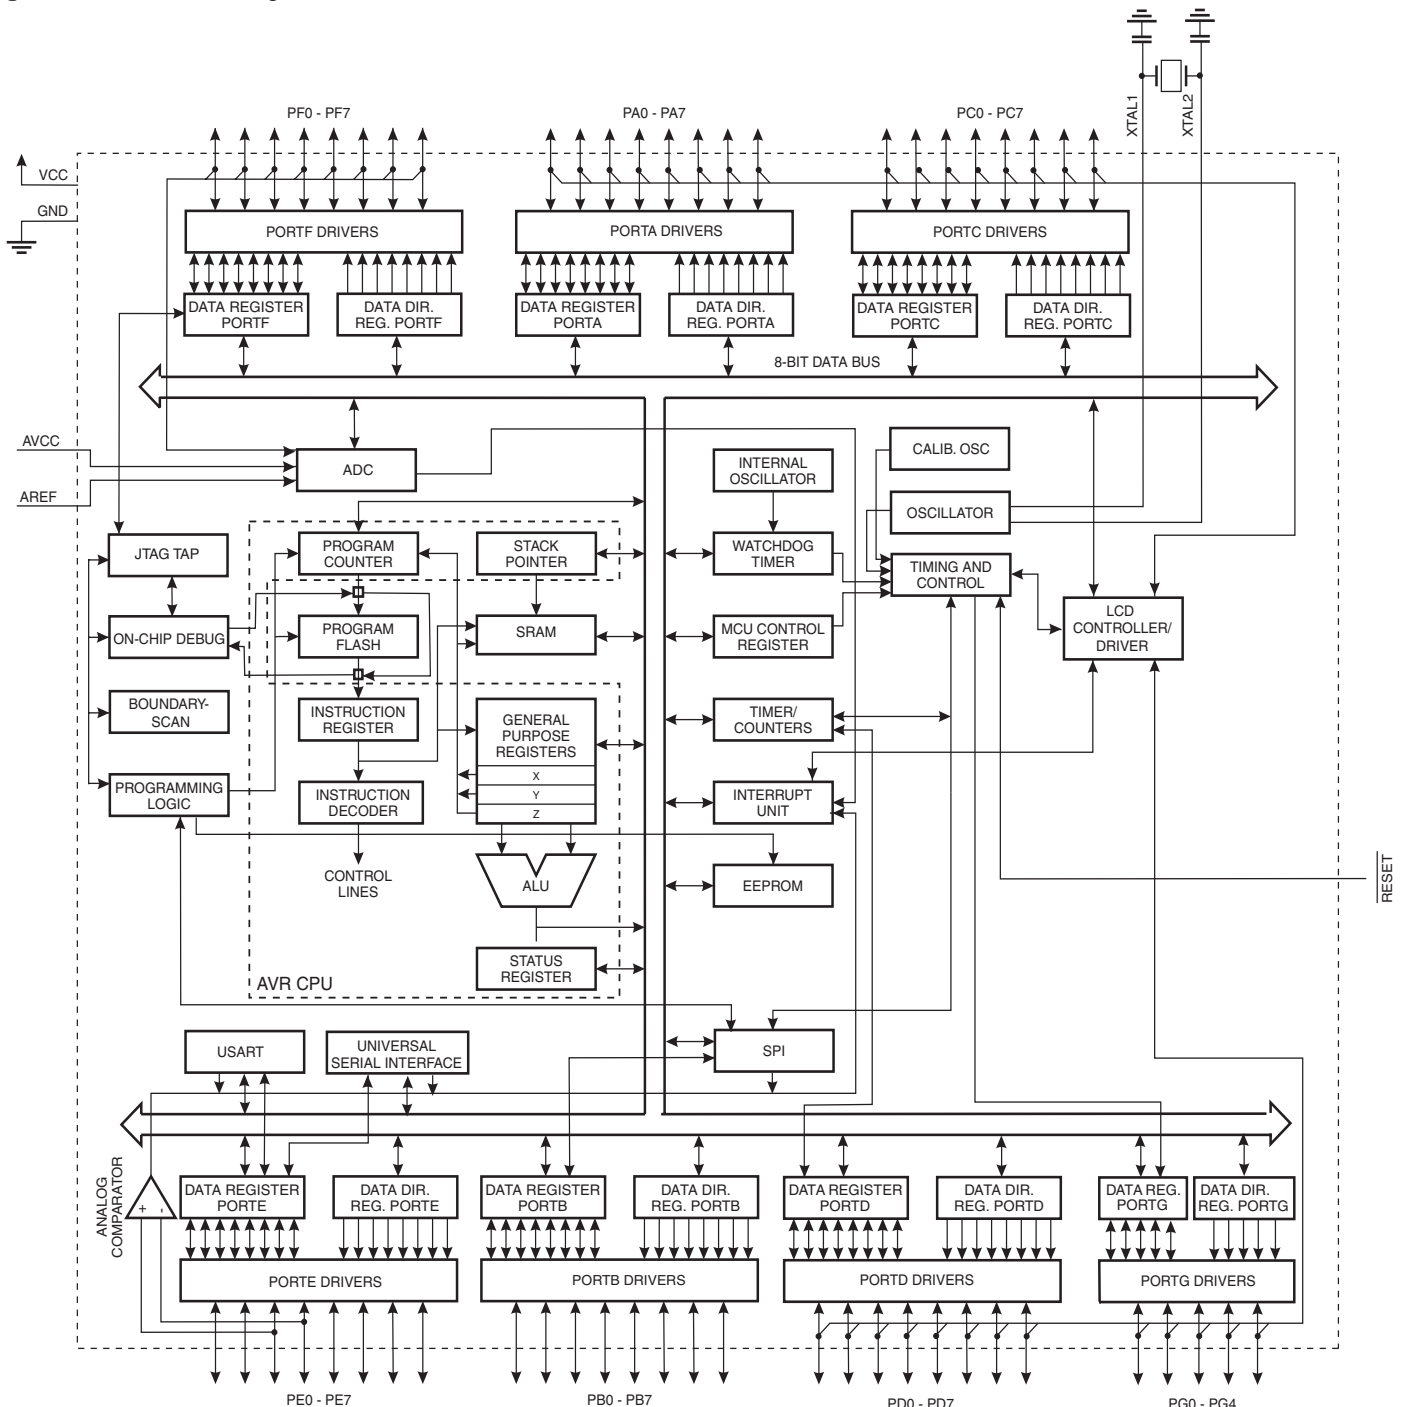 XTAL1
XTAL2
PF0 - PF7
PA0 - PA7
PC0 - PC7
VCC
GND
PORTF DRIVERS
PORTA DRIVERS
PORTC DRIVERS
DATA REGISTER
PORTF
DATA DIR.
REG. PORTF
DATA REGISTER
PORTA
DATA DIR.
REG. PORTA
DATA REGISTER
PORTC
DATA DIR.
REG. PORTC
8-BIT DATA BUS
AVCC
AREF
ADC
INTERNAL
OSCILLATOR
CALIB. OSC
OSCILLATOR
JTAG TAP
PROGRAM
COUNTER
STACK
POINTER
WATCHDOG
TIMER
TIMING AND
CONTROL
ON-CHIP DEBUG
PROGRAM
FLASH
SRAM
MCU CONTROL
REGISTER
LCD
CONTROLLER/
DRIVER
BOUNDARY-
SCAN
INSTRUCTION
REGISTER
GENERAL
PURPOSE
REGISTERS
X
Y
Z
TIMER/
COUNTERS
PROGRAMMING
LOGIC
INSTRUCTION
DECODER
INTERRUPT
UNIT
CONTROL
LINES
ALU
EEPROM
RESET
STATUS
REGISTER
AVR CPU
USART
UNIVERSAL
SERIAL INTERFACE
SPI
ANALOG
COMPARATOR
+ -
DATA REGISTER
PORTE
DATA DIR.
REG. PORTE
DATA REGISTER
PORTB
DATA DIR.
REG. PORTB
DATA REGISTER
PORTD
DATA DIR.
REG. PORTD
DATA REG.
PORTG
DATA DIR.
REG. PORTG
PORTE DRIVERS
PORTB DRIVERS
PORTD DRIVERS
PORTG DRIVERS
PE0 - PE7
PB0 - PB7
PD0 - PD7
PG0 - PG4